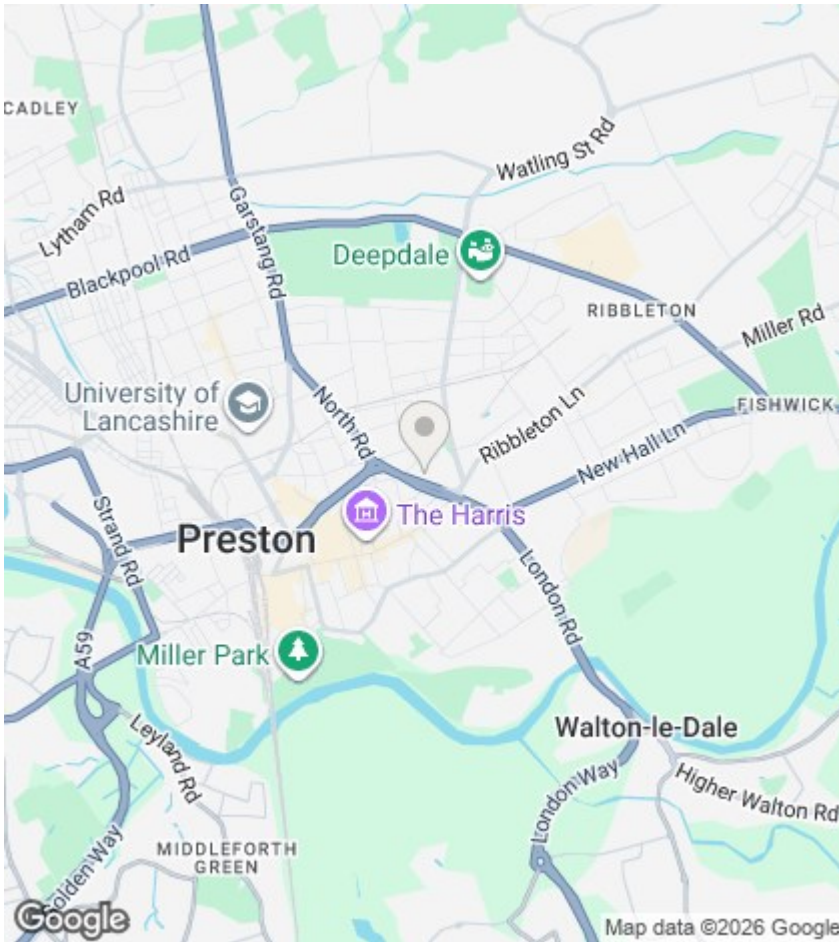 CADLEY
Watling St Rd
Lytham Rd
Garstang Rd
Deepdale
Blackpool Rd
RIBBLETON
Miller Rd
University of
Lancashire
North Rd
Ribbleton Ln
FISHWICK
New Hall Ln
Strand Rd
The Harris
Preston
London Rd
A59
Miller Park
Leyland Rd
Walton-le-Dale
London Way
Higher Walton Rd
MIDDLEFORTH
GREEN
Golden Way
Google
Map data ©2026 Google